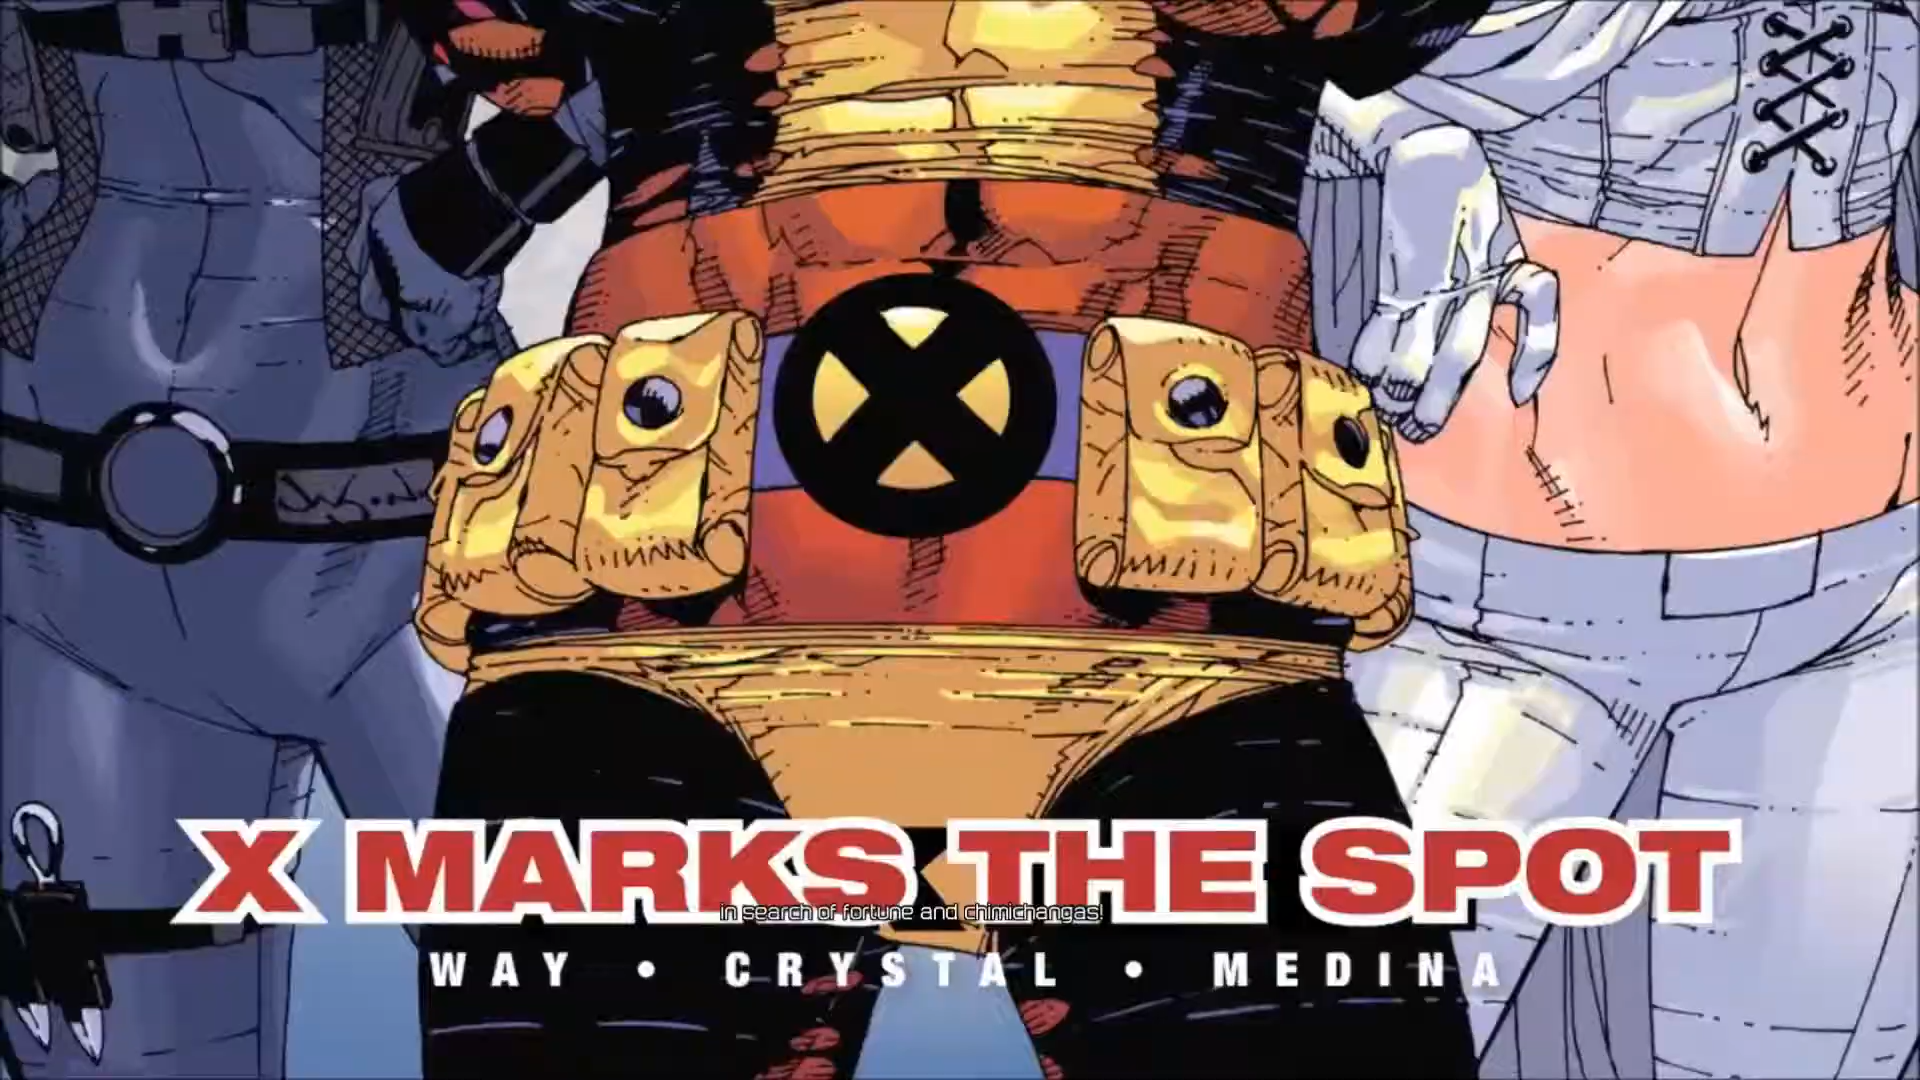 X MARKS THE SPOT
in search of fortune and chimichangas!
WAY • CRYSTAL • MEDINA